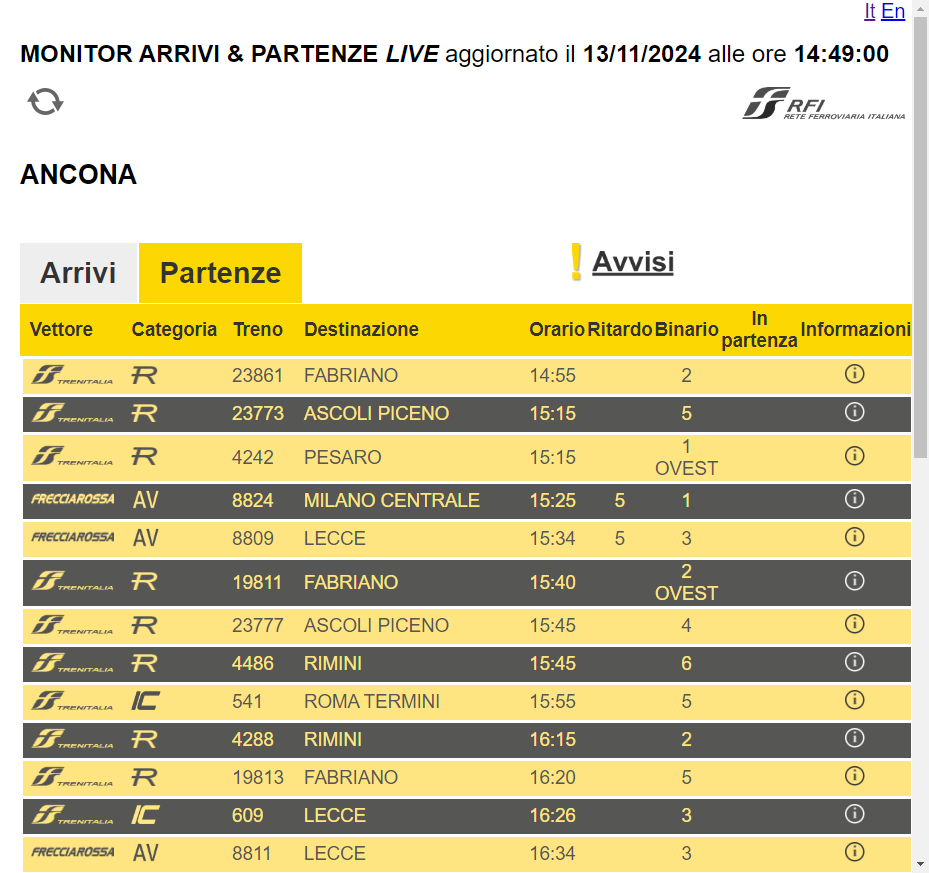 It En
MONITOR ARRIVI & PARTENZE LIVE aggiornato il 13/11/2024 alle ore 14:49:00
RFI
RETE FERROVIARIA ITALIANA
ANCONA
Arrivi Partenze ! Avvisi
Vettore Categoria Treno Destinazione Orario Ritardo Binario In partenza Informazioni
TRENITALIA R 23861 FABRIANO 14:55 2
TRENITALIA R 23773 ASCOLI PICENO 15:15 5
TRENITALIA R 4242 PESARO 15:15 1 OVEST
FRECCIAROSSA AV 8824 MILANO CENTRALE 15:25 5 1
FRECCIAROSSA AV 8809 LECCE 15:34 5 3
TRENITALIA R 19811 FABRIANO 15:40 2 OVEST
TRENITALIA R 23777 ASCOLI PICENO 15:45 4
TRENITALIA R 4486 RIMINI 15:45 6
TRENITALIA IC 541 ROMA TERMINI 15:55 5
TRENITALIA R 4288 RIMINI 16:15 2
TRENITALIA R 19813 FABRIANO 16:20 5
TRENITALIA IC 609 LECCE 16:26 3
FRECCIAROSSA AV 8811 LECCE 16:34 3